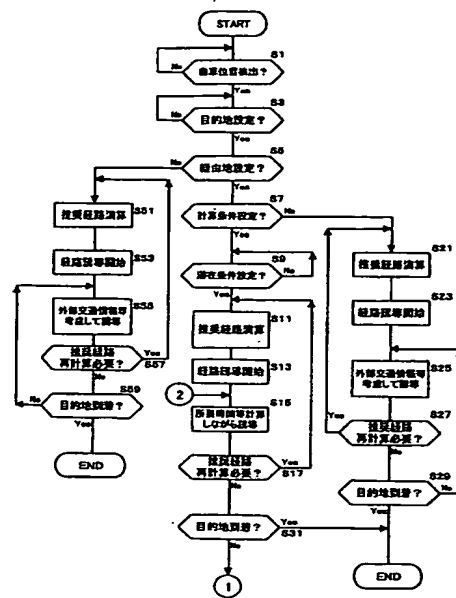 START
S1
自車位置検出?
No
Yes
S3
目的地設定?
No
Yes
S5
経由地設定?
No
Yes
S7
計算条件設定?
No
Yes
S9
滞在条件設定?
No
Yes
推奨経路演算
S11
経路誘導開始
S13
2
所要時間等計算
しながら誘導
S15
推奨経路
再計算必要?
Yes
S17
No
目的地到着?
Yes
S31
No
1
推奨経路演算
S51
経路誘導開始
S53
外部交通情報等
考慮して誘導
S55
推奨経路
再計算必要?
Yes
S57
No
目的地到着?
S59
No
Yes
END
推奨経路演算
S21
経路誘導開始
S23
外部交通情報等
考慮して誘導
S25
推奨経路
再計算必要?
S27
Yes
No
目的地到着?
S29
No
Yes
END